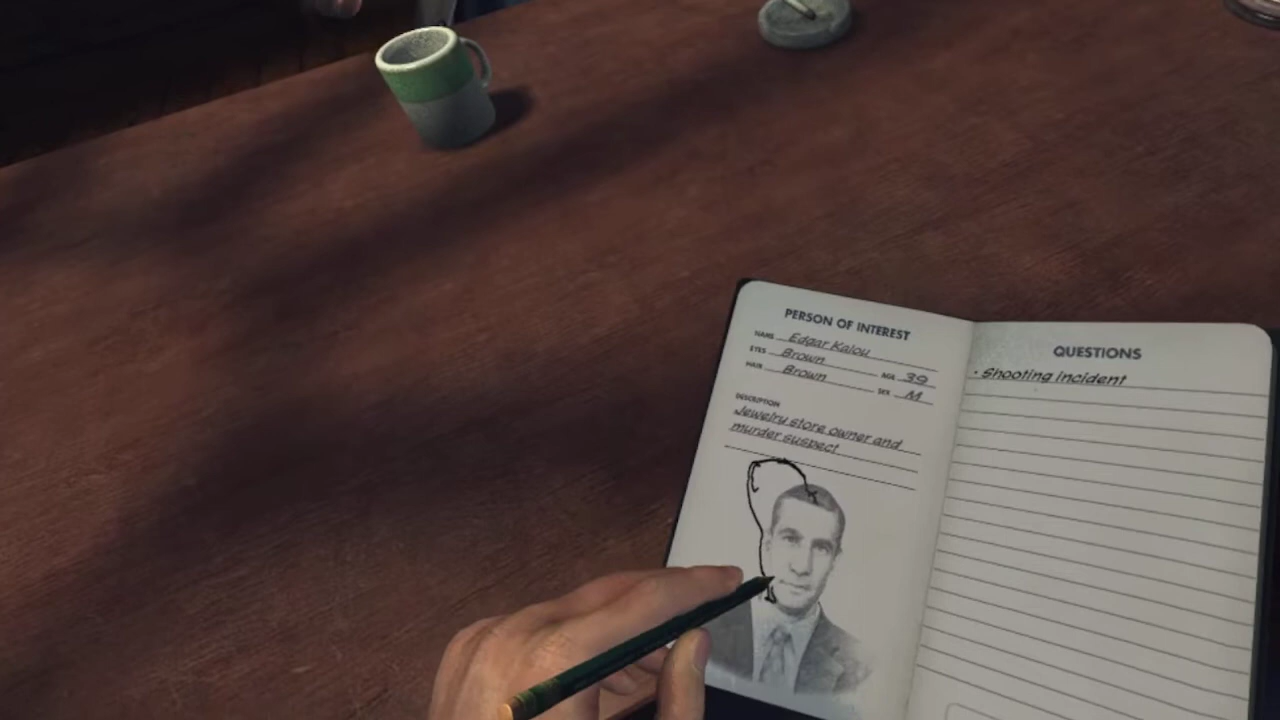 PERSON OF INTEREST
NAME Edgar Kalou
EYES Brown AGE 39
HAIR Brown SEX M
DESCRIPTION
Jewelry store owner and
murder suspect
QUESTIONS
• Shooting incident